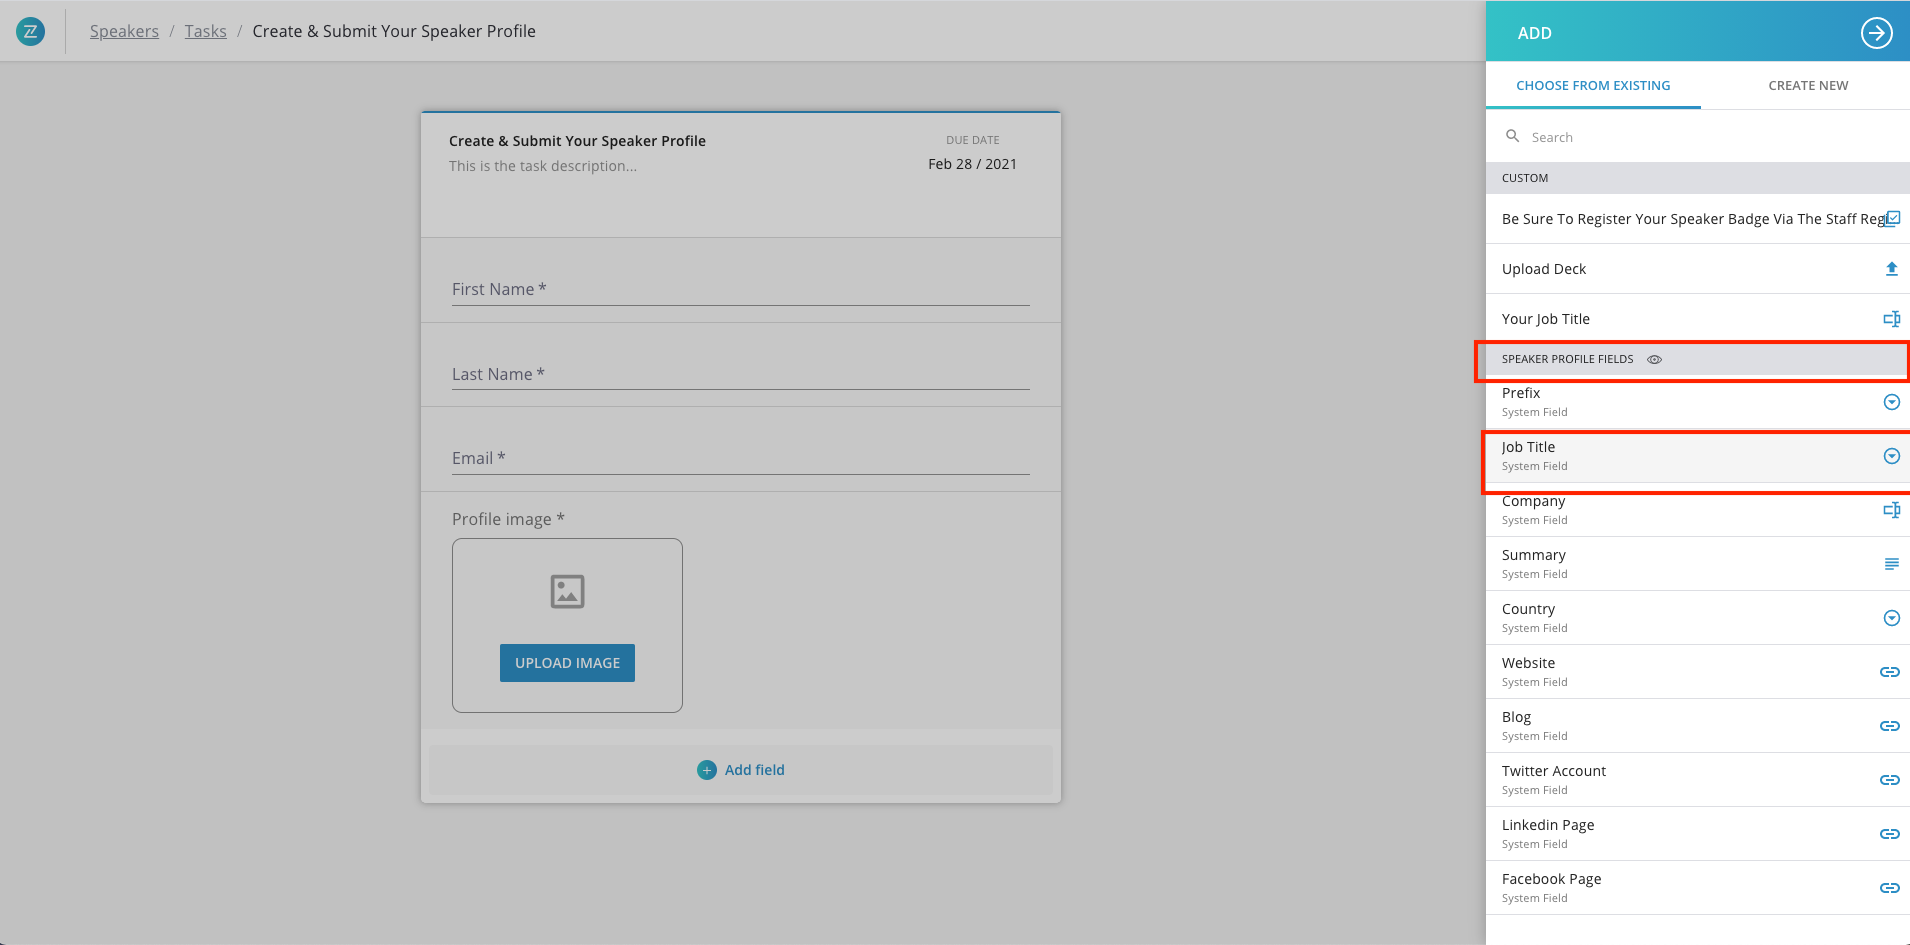 Speakers / Tasks / Create & Submit Your Speaker Profile
Create & Submit Your Speaker Profile
This is the task description...
DUE DATE
Feb 28 / 2021
First Name *
Last Name *
Email *
Profile image *
UPLOAD IMAGE
Add field
ADD
CHOOSE FROM EXISTING
CREATE NEW
Search
CUSTOM
Be Sure To Register Your Speaker Badge Via The Staff Regi
Upload Deck
Your Job Title
SPEAKER PROFILE FIELDS
Prefix
System Field
Job Title
System Field
Company
System Field
Summary
System Field
Country
System Field
Website
System Field
Blog
System Field
Twitter Account
System Field
Linkedin Page
System Field
Facebook Page
System Field